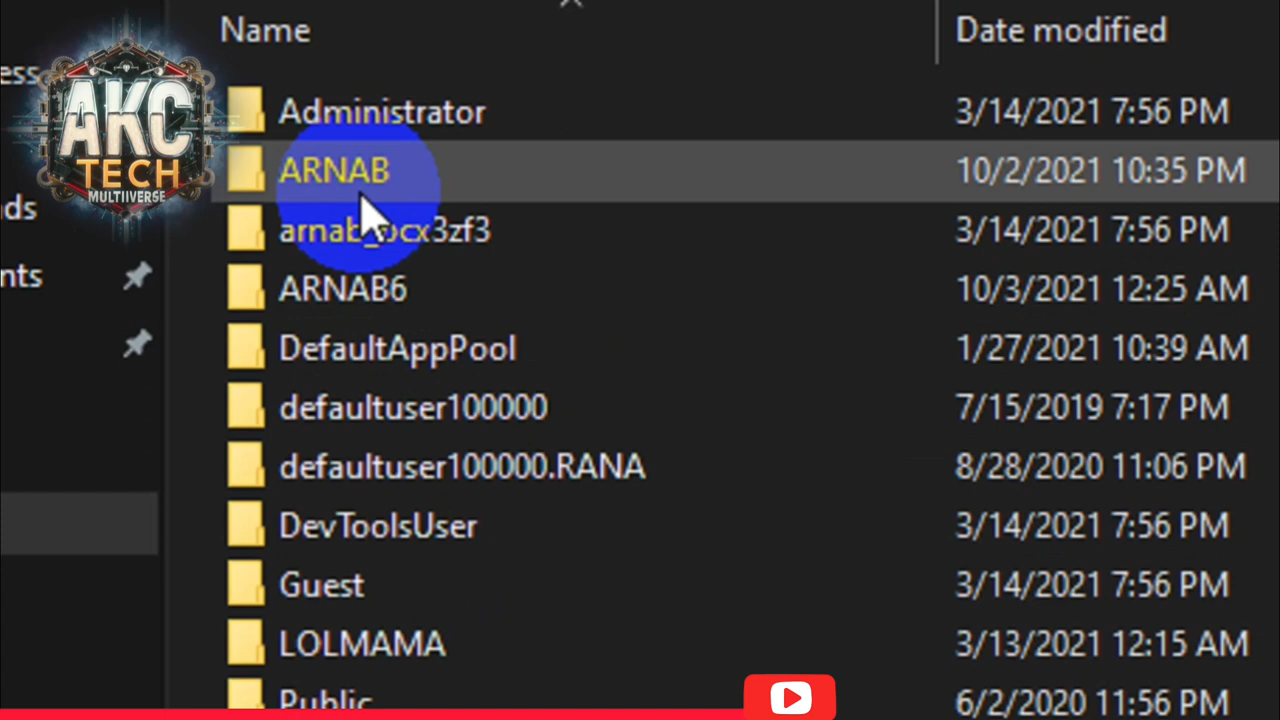 Name Date modified
ess
AKC
TECH
MULTIIVERSE
Administrator 3/14/2021 7:56 PM
ARNAB 10/2/2021 10:35 PM
ds
3/14/2021 7:56 PM
nts
ARNAB6 10/3/2021 12:25 AM
DefaultAppPool 1/27/2021 10:39 AM
defaultuser100000 7/15/2019 7:17 PM
defaultuser100000.RANA 8/28/2020 11:06 PM
DevToolsUser 3/14/2021 7:56 PM
Guest 3/14/2021 7:56 PM
LOLMAMA 3/13/2021 12:15 AM
Public 6/2/2020 11:56 PM